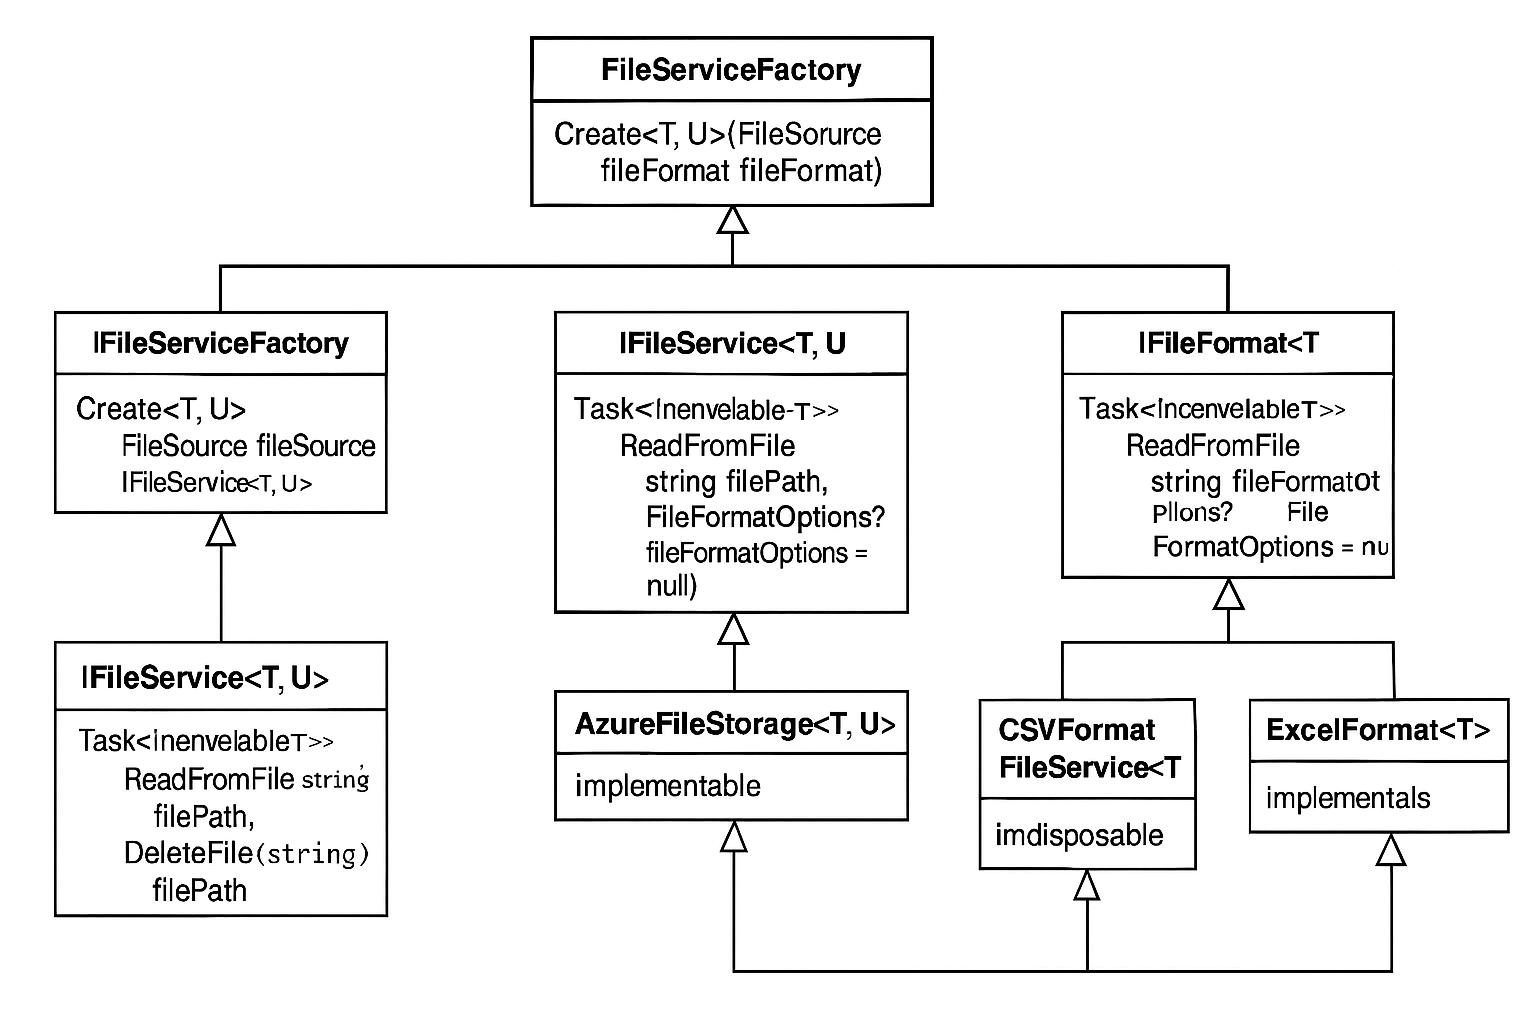 FileServiceFactory
Create<T, U>(FileSorurce
fileFormat fileFormat)
IFileServiceFactory
Create<T, U>
FileSource fileSource
IFileService<T, U>
IFileService<T, U
Task<Inenvelable-T>>
ReadFromFile
string filePath,
FileFormatOptions?
fileFormatOptions =
null)
IFileFormat<T
Task<IncenvelableT>>
ReadFromFile
string fileFormatOt
Pllons? File
FormatOptions = nu
IFileService<T, U>
Task<InenvelableT>>
ReadFromFile string
filePath,
DeleteFile(string)
filePath
AzureFileStorage<T, U>
implementable
CSVFormat
FileService<T
imdisposable
ExcelFormat<T>
implementals